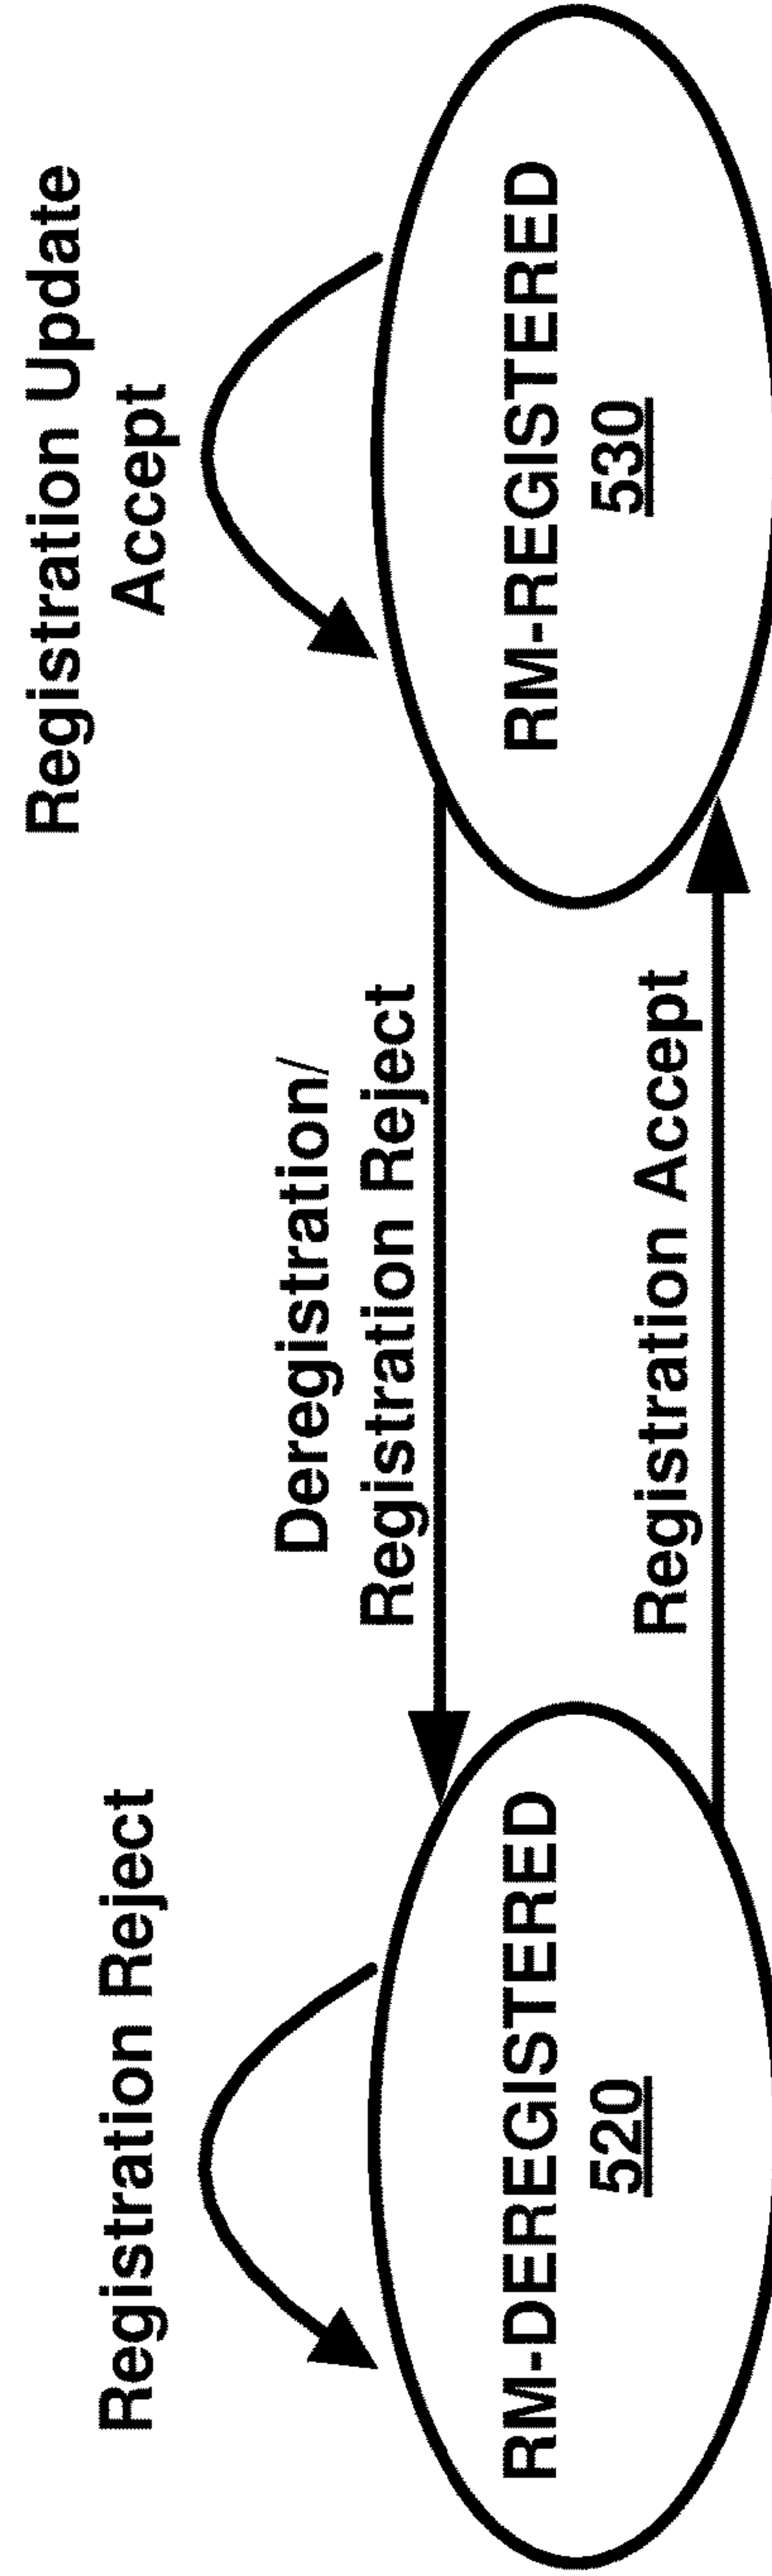 Registration Reject
RM-DEREGISTERED
520
Deregistration/
Registration Reject
Registration Accept
Registration Update
Accept
RM-REGISTERED
530